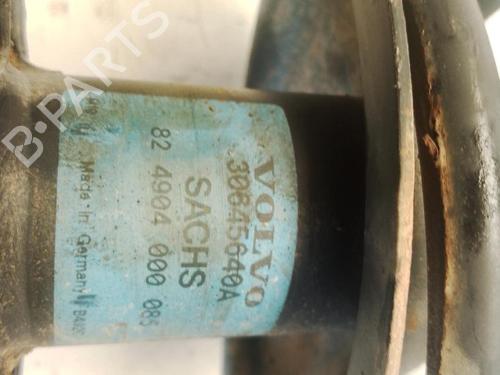 VOLVO
30645640A
SACHS
82 4904 000 085
Made in Germany
B-PARTS